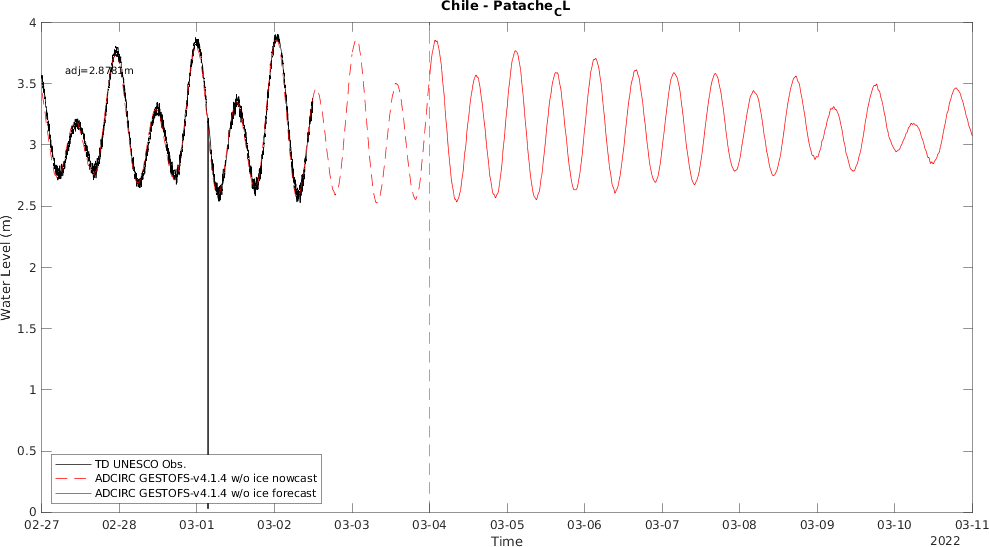 Chile - Patache_CL
4
3.5
3
2.5
2
1.5
1
0.5
0
Water Level (m)
adj=2.8781m
TD UNESCO Obs.
ADCIRC GESTOFS-v4.1.4 w/o ice nowcast
ADCIRC GESTOFS-v4.1.4 w/o ice forecast
02-27 02-28 03-01 03-02 03-03 03-04 03-05 03-06 03-07 03-08 03-09 03-10 03-11
Time
2022